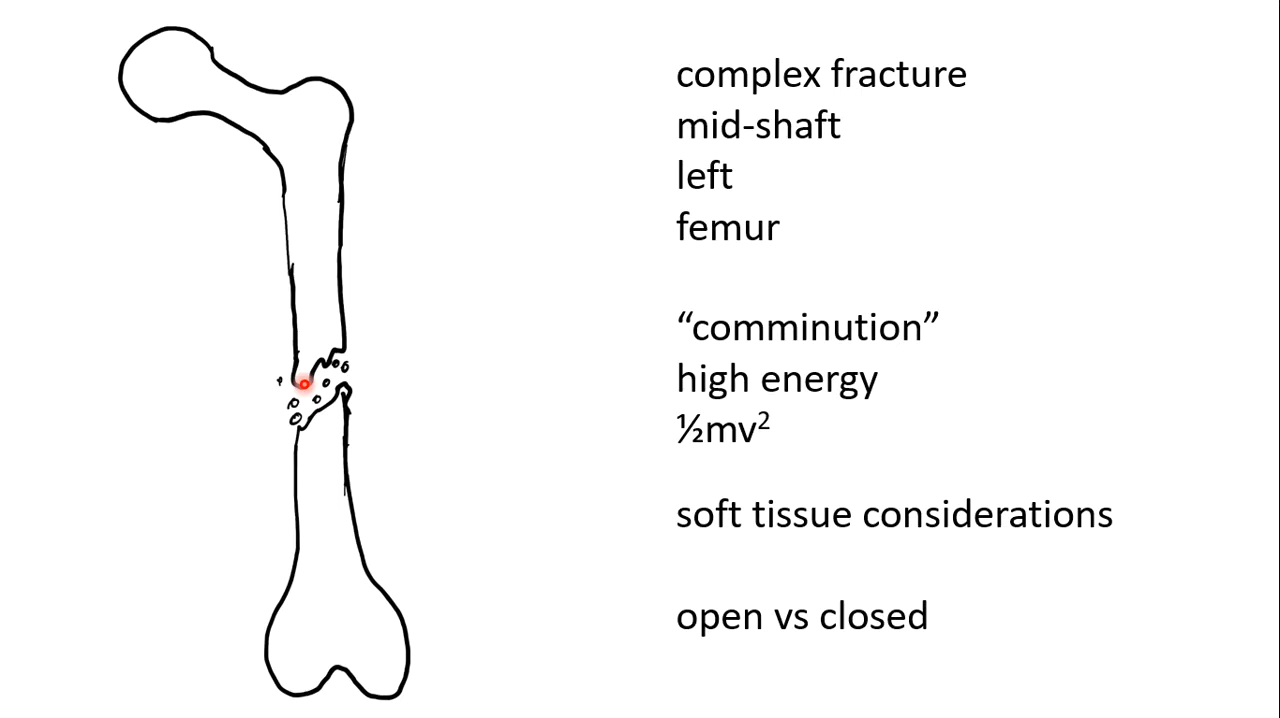 complex fracture
mid-shaft
left
femur
“comminution”
high energy
½mv²
soft tissue considerations
open vs closed